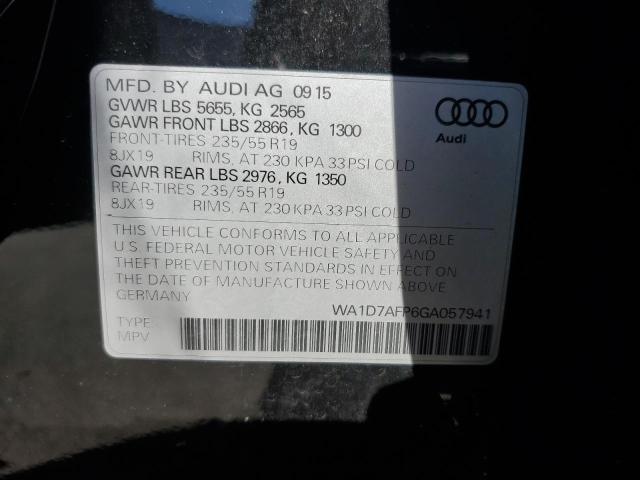 MFD. BY AUDI AG 09 15
GVWR LBS 5655, KG 2565
GAWR FRONT LBS 2866, KG 1300
FRONT-TIRES 235/55 R19
8JX19 RIMS, AT 230 KPA 33 PSI COLD
GAWR REAR LBS 2976, KG 1350
REAR-TIRES 235/55 R19
8JX19 RIMS, AT 230 KPA 33 PSI COLD
Audi
THIS VEHICLE CONFORMS TO ALL APPLICABLE
U.S. FEDERAL MOTOR VEHICLE SAFETY AND
THEFT PREVENTION STANDARDS IN EFFECT ON
THE DATE OF MANUFACTURE SHOWN ABOVE
GERMANY
WA1D7AFP6GA057941
TYPE:
MPV